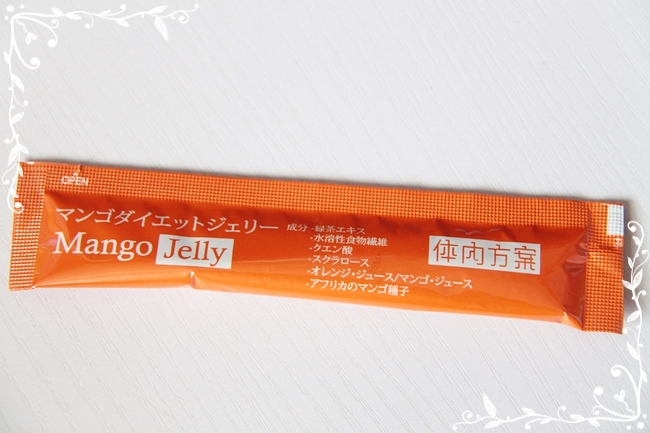 OPEN
マンゴダイエットジェリー
Mango Jelly
成分 ·緑茶エキス
·水溶性食物繊維
·クエン酸
·スクラロース
·オレンジ·ジュース/マンゴ·ジュース
·アフリカのマンゴ種子
体内方案